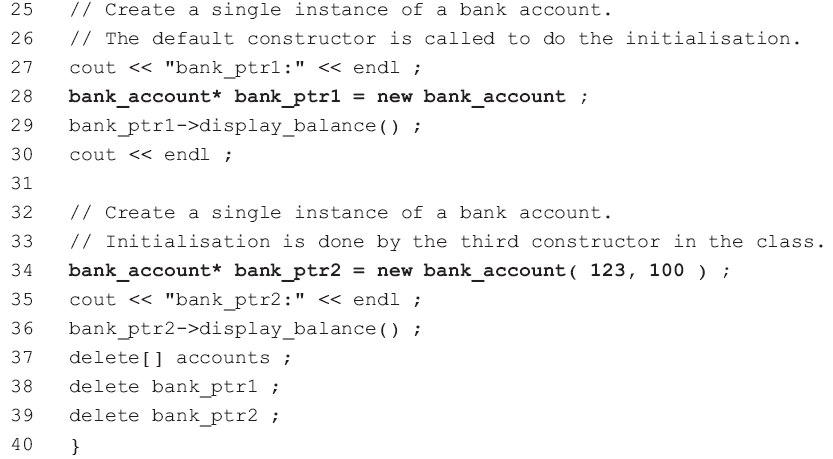 25 // Create a single instance of a bank account.
26 // The default constructor is called to do the initialisation.
27 cout << "bank_ptr1:" << endl ;
28 bank_account* bank_ptr1 = new bank_account ;
29 bank_ptr1->display_balance() ;
30 cout << endl ;
31
32 // Create a single instance of a bank account.
33 // Initialisation is done by the third constructor in the class.
34 bank_account* bank_ptr2 = new bank_account( 123, 100 ) ;
35 cout << "bank_ptr2:" << endl ;
36 bank_ptr2->display_balance() ;
37 delete[] accounts ;
38 delete bank_ptr1 ;
39 delete bank_ptr2 ;
40 }